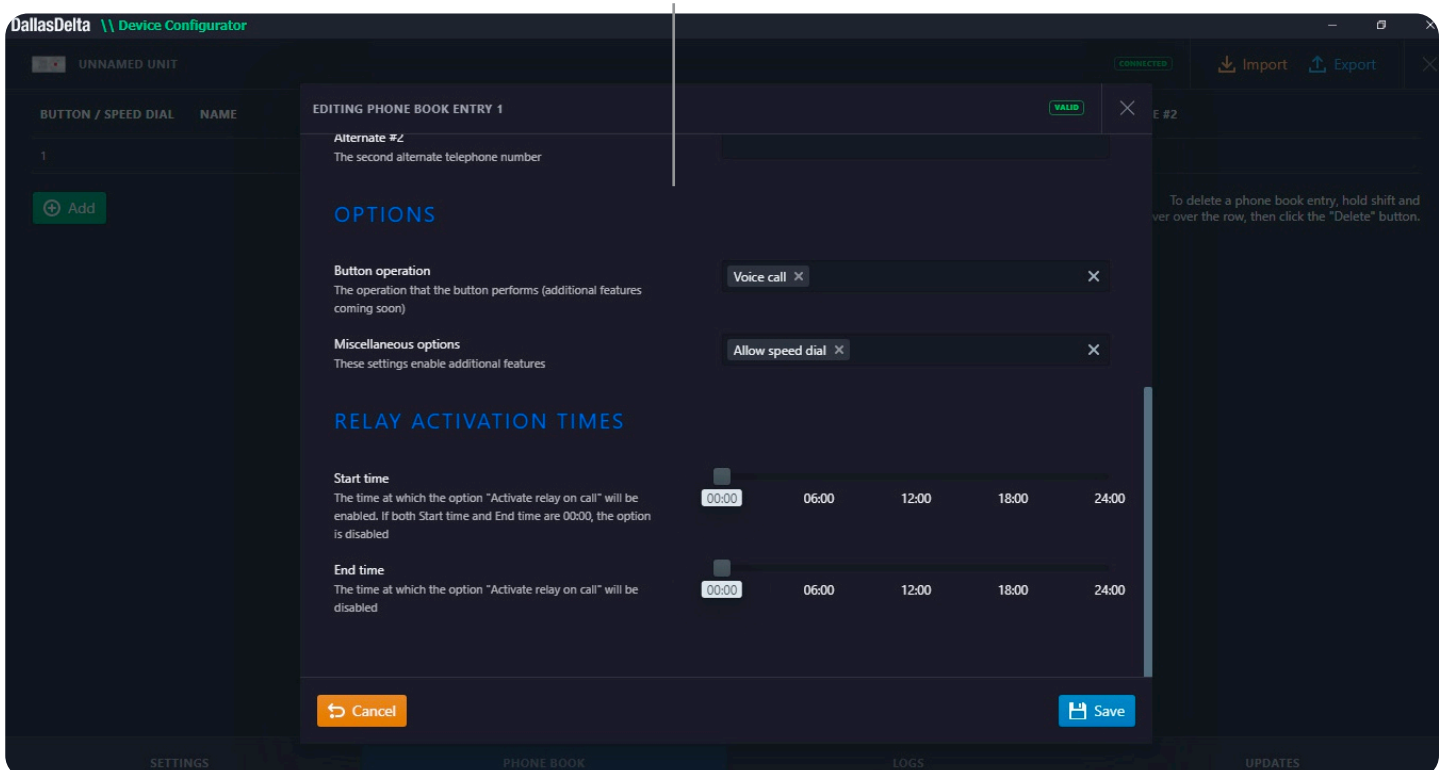 DallasDelta \\ Device Configurator
UNNAMED UNIT
CONNECTED
Import
Export
BUTTON / SPEED DIAL
NAME
E #2
1
Add
To delete a phone book entry, hold shift and
ver over the row, then click the "Delete" button.
EDITING PHONE BOOK ENTRY 1
VALID
Alternate #2
The second alternate telephone number
OPTIONS
Button operation
The operation that the button performs (additional features
coming soon)
Voice call
Miscellaneous options
These settings enable additional features
Allow speed dial
RELAY ACTIVATION TIMES
Start time
The time at which the option "Activate relay on call" will be
enabled. If both Start time and End time are 00:00, the option
is disabled
00:00 06:00 12:00 18:00 24:00
End time
The time at which the option "Activate relay on call" will be
disabled
00:00 06:00 12:00 18:00 24:00
Cancel
Save
SETTINGS
PHONE BOOK
LOGS
UPDATES